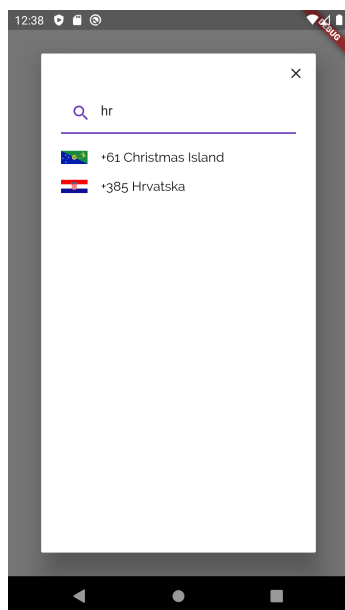 12:38
DEBUG
hr
+61 Christmas Island
+385 Hrvatska